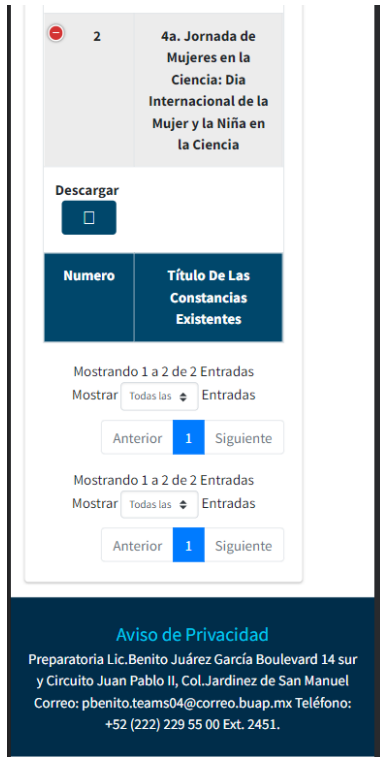 2
4a. Jornada de
Mujeres en la
Ciencia: Dia
Internacional de la
Mujer y la Niña en
la Ciencia
Descargar
Numero
Título De Las
Constancias
Existentes
Mostrando 1 a 2 de 2 Entradas
Mostrar Todas las Entradas
Anterior 1 Siguiente
Mostrando 1 a 2 de 2 Entradas
Mostrar Todas las Entradas
Anterior 1 Siguiente
Aviso de Privacidad
Preparatoria Lic.Benito Juárez García Boulevard 14 sur
y Circuito Juan Pablo II, Col.Jardinez de San Manuel
Correo: pbenito.teams04@correo.buap.mx Teléfono:
+52 (222) 229 55 00 Ext. 2451.